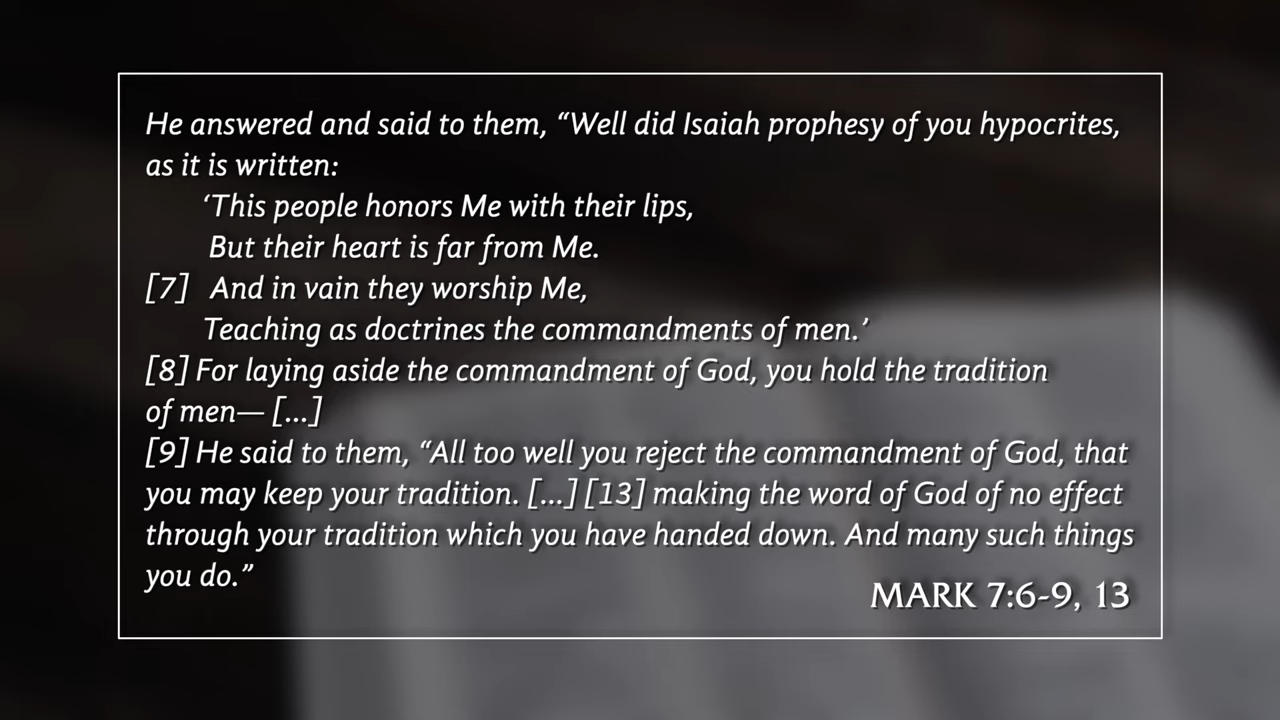 He answered and said to them, “Well did Isaiah prophesy of you hypocrites,
as it is written:
‘This people honors Me with their lips,
But their heart is far from Me.
[7] And in vain they worship Me,
Teaching as doctrines the commandments of men.’
[8] For laying aside the commandment of God, you hold the tradition
of men— [...]
[9] He said to them, “All too well you reject the commandment of God, that
you may keep your tradition. [...] [13] making the word of God of no effect
through your tradition which you have handed down. And many such things
you do.”
MARK 7:6-9, 13